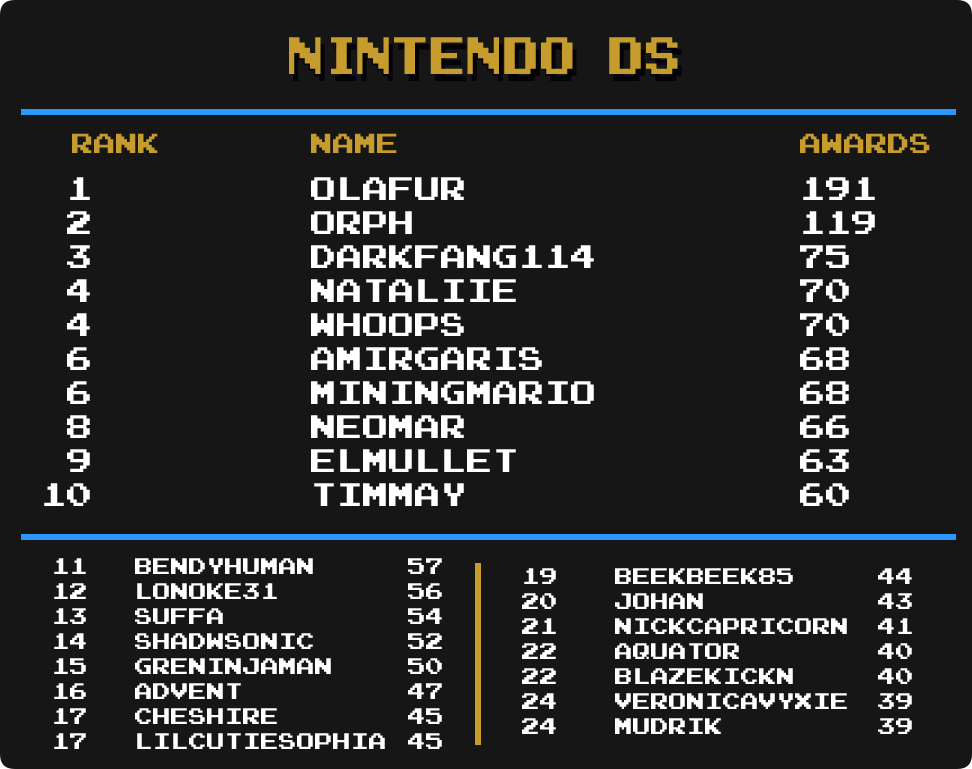 NINTENDO DS
RANK NAME AWARDS
1 OLAFUR 191
2 ORPH 119
3 DARKFANG114 75
4 NATALIIE 70
4 WHOOPS 70
6 AMIRGARIS 68
6 MININGMARIO 68
8 NEOMAR 66
9 ELMULLET 63
10 TIMMAY 60
11 BENDYHUMAN 57
12 LONOKE31 56
13 SUFFA 54
14 SHADWSONIC 52
15 GRENINJAMAN 50
16 ADVENT 47
17 CHESHIRE 45
17 LILCUTIESOPHIA 45
19 BEEKBEEK85 44
20 JOHAN 43
21 NICKCAPRICORN 41
22 AQUATOR 40
22 BLAZEKICKN 40
24 VERONICAVYXIE 39
24 MUDRIK 39